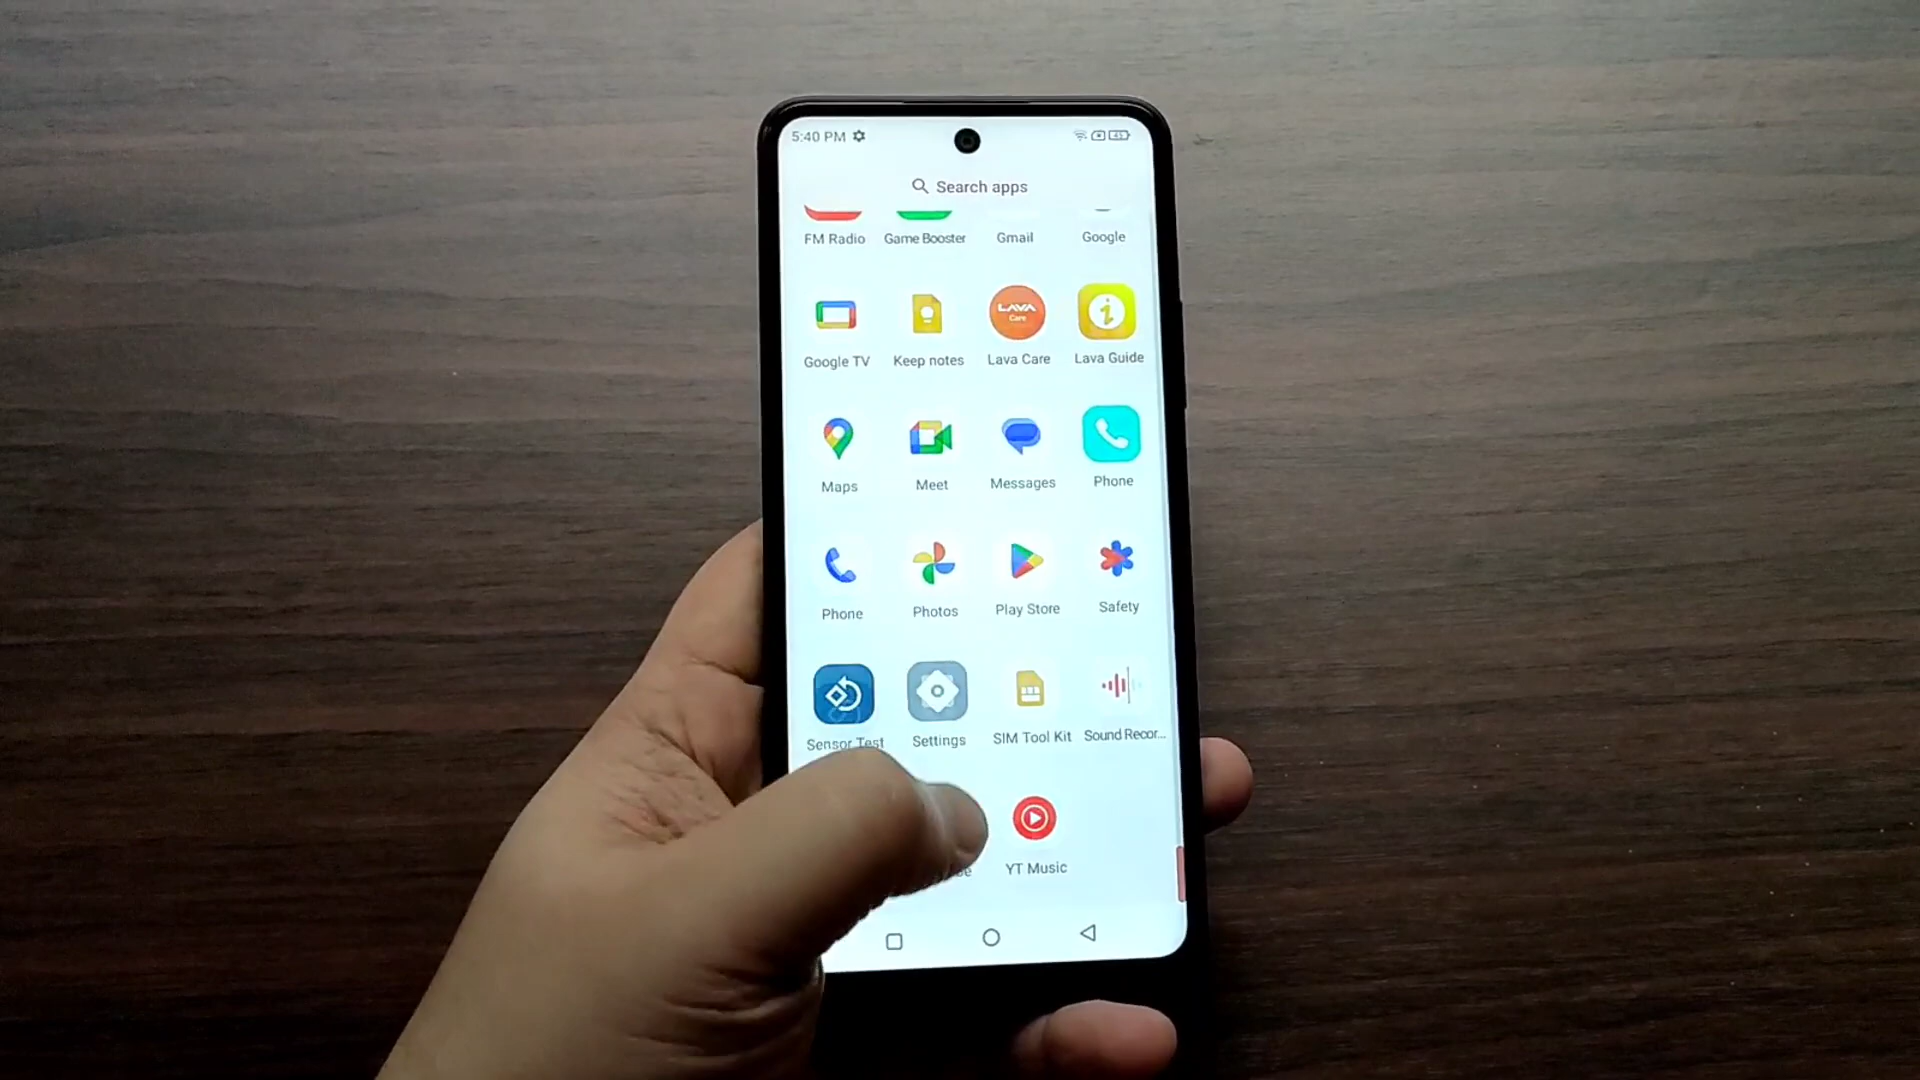 5:40 PM
Search apps
FM Radio Game Booster Gmail Google
LAVA
Care
Google TV Keep notes Lava Care Lava Guide
Maps Meet Messages Phone
Phone Photos Play Store Safety
Sensor Test Settings SIM Tool Kit Sound Recor...
YT Music